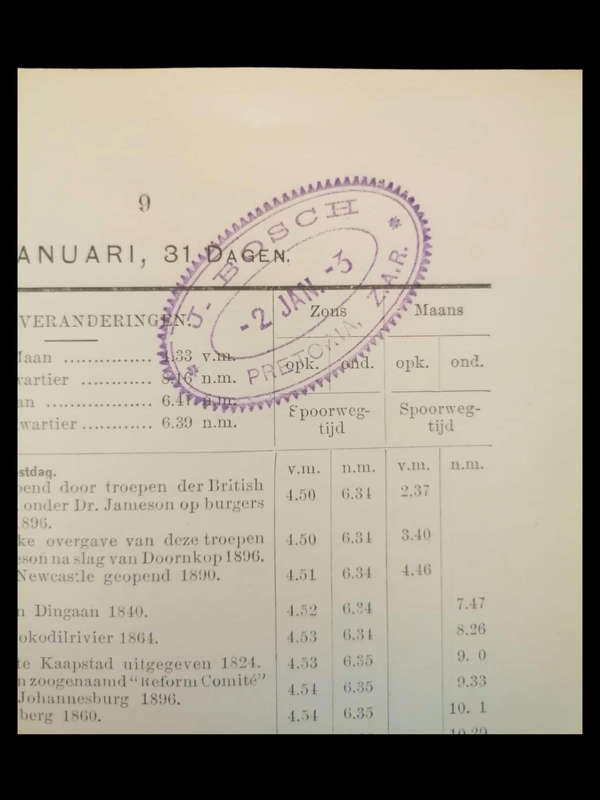 9
ANUARI, 31 DAGEN.
J. BOSCH
-2 JAN. -3
PRETORIA, Z.A.R.
VERANDERINGEN. Zons Maans
Maan .............. 4.33 v.m.
wartier ............ 8.16 n.m. opk. ond. opk. ond.
an .................. 6.41 n.m.
wartier ............ 6.39 n.m. Spoorweg- Spoorweg-
tijd tijd
stdag. v.m. n.m. v.m. n.m.
pend door troepen der British 4.50 6.34 2.37
onder Dr. Jameson op burgers
1896.
ke overgave van deze troepen 4.50 6.34 3.40
eson na slag van Doornkop 1896.
Newcastle geopend 1890. 4.51 6.34 4.46
n Dingaan 1840. 4.52 6.34 7.47
okodilrivier 1864. 4.53 6.34 8.26
te Kaapstad uitgegeven 1824. 4.53 6.35 9. 0
n zoogenaamd "Reform Comité" 4.54 6.35 9.33
Johannesburg 1896.
berg 1860. 4.54 6.35 10. 1